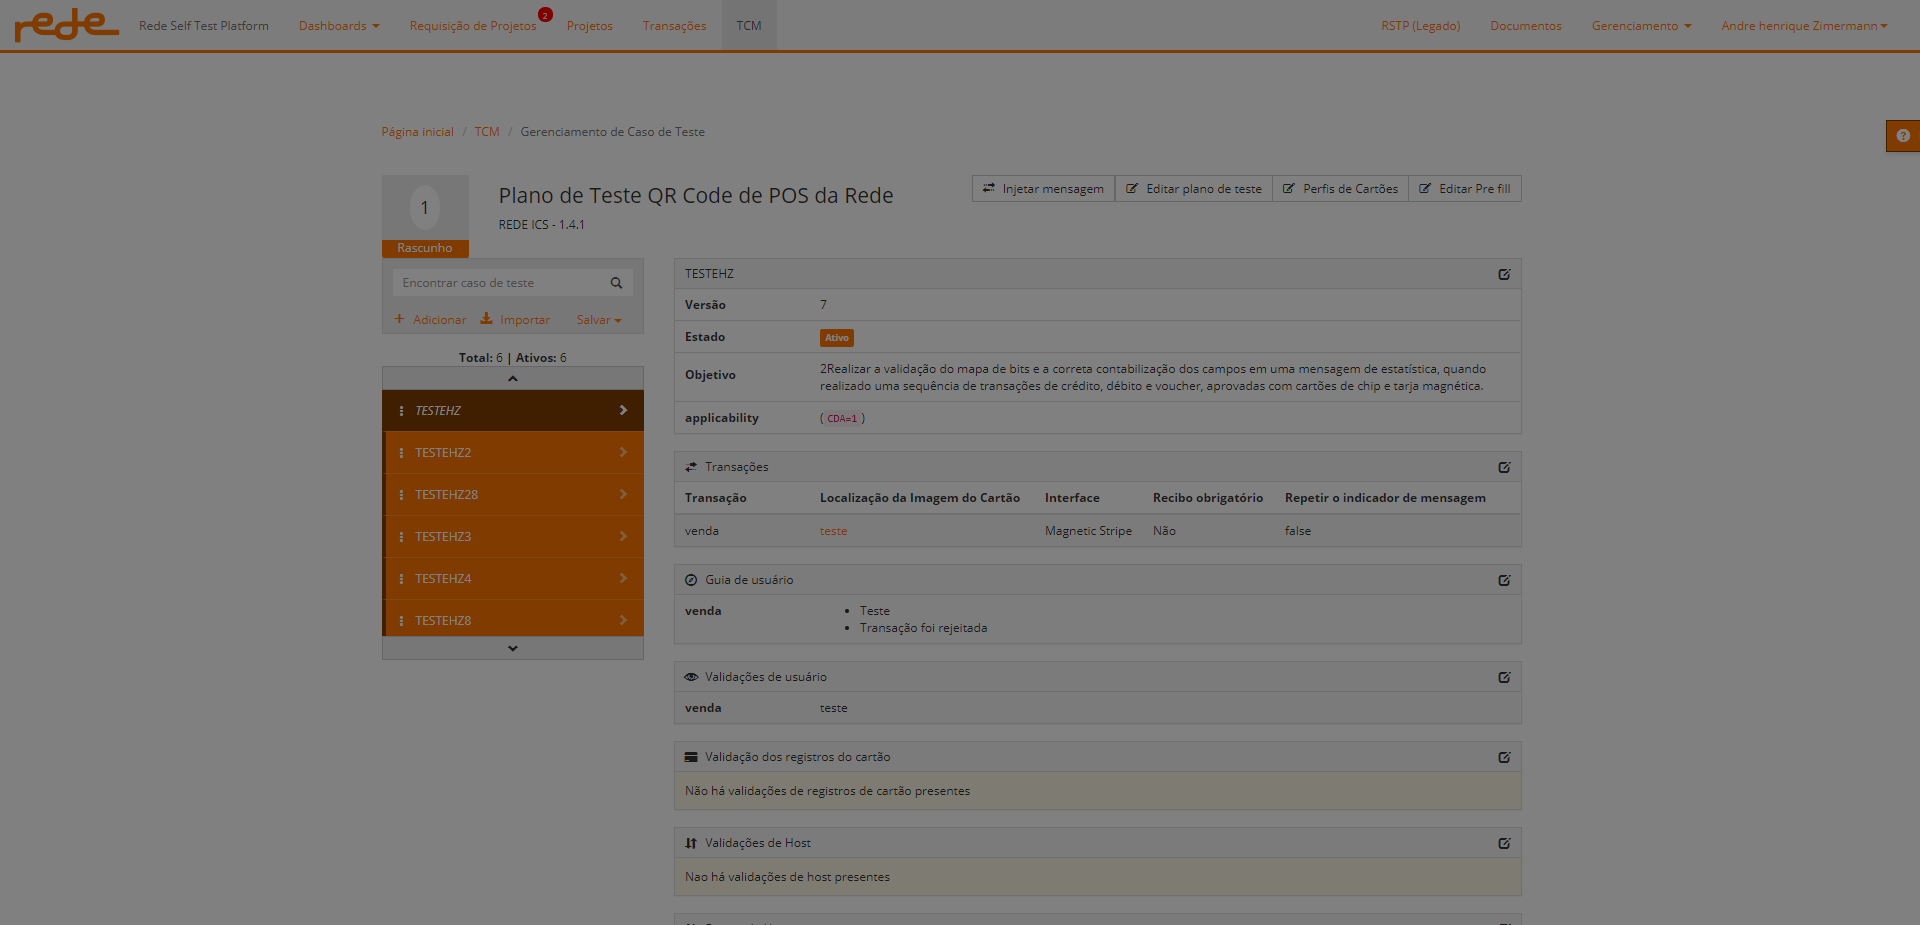 rede Rede Self Test Platform Dashboards Requisição de Projetos 2 Projetos Transações TCM RSTP (Legado) Documentos Gerenciamento Andre henrique Zimermann
Página inicial / TCM / Gerenciamento de Caso de Teste
1
Rascunho
Plano de Teste QR Code de POS da Rede
REDE ICS - 1.4.1
Injetar mensagem Editar plano de teste Perfis de Cartões Editar Pre fill
Encontrar caso de teste
Adicionar Importar Salvar
Total: 6 | Ativos: 6
TESTEHZ
TESTEHZ2
TESTEHZ28
TESTEHZ3
TESTEHZ4
TESTEHZ8
TESTEHZ
Versão 7
Estado Ativo
Objetivo 2Realizar a validação do mapa de bits e a correta contabilização dos campos em uma mensagem de estatística, quando
realizado uma sequência de transações de crédito, débito e voucher, aprovadas com cartões de chip e tarja magnética.
applicability ( CDA=1 )
Transações
Transação Localização da Imagem do Cartão Interface Recibo obrigatório Repetir o indicador de mensagem
venda teste Magnetic Stripe Não false
Guia de usuário
venda • Teste
• Transação foi rejeitada
Validações de usuário
venda teste
Validação dos registros do cartão
Não há validações de registros de cartão presentes
Validações de Host
Nao há validações de host presentes